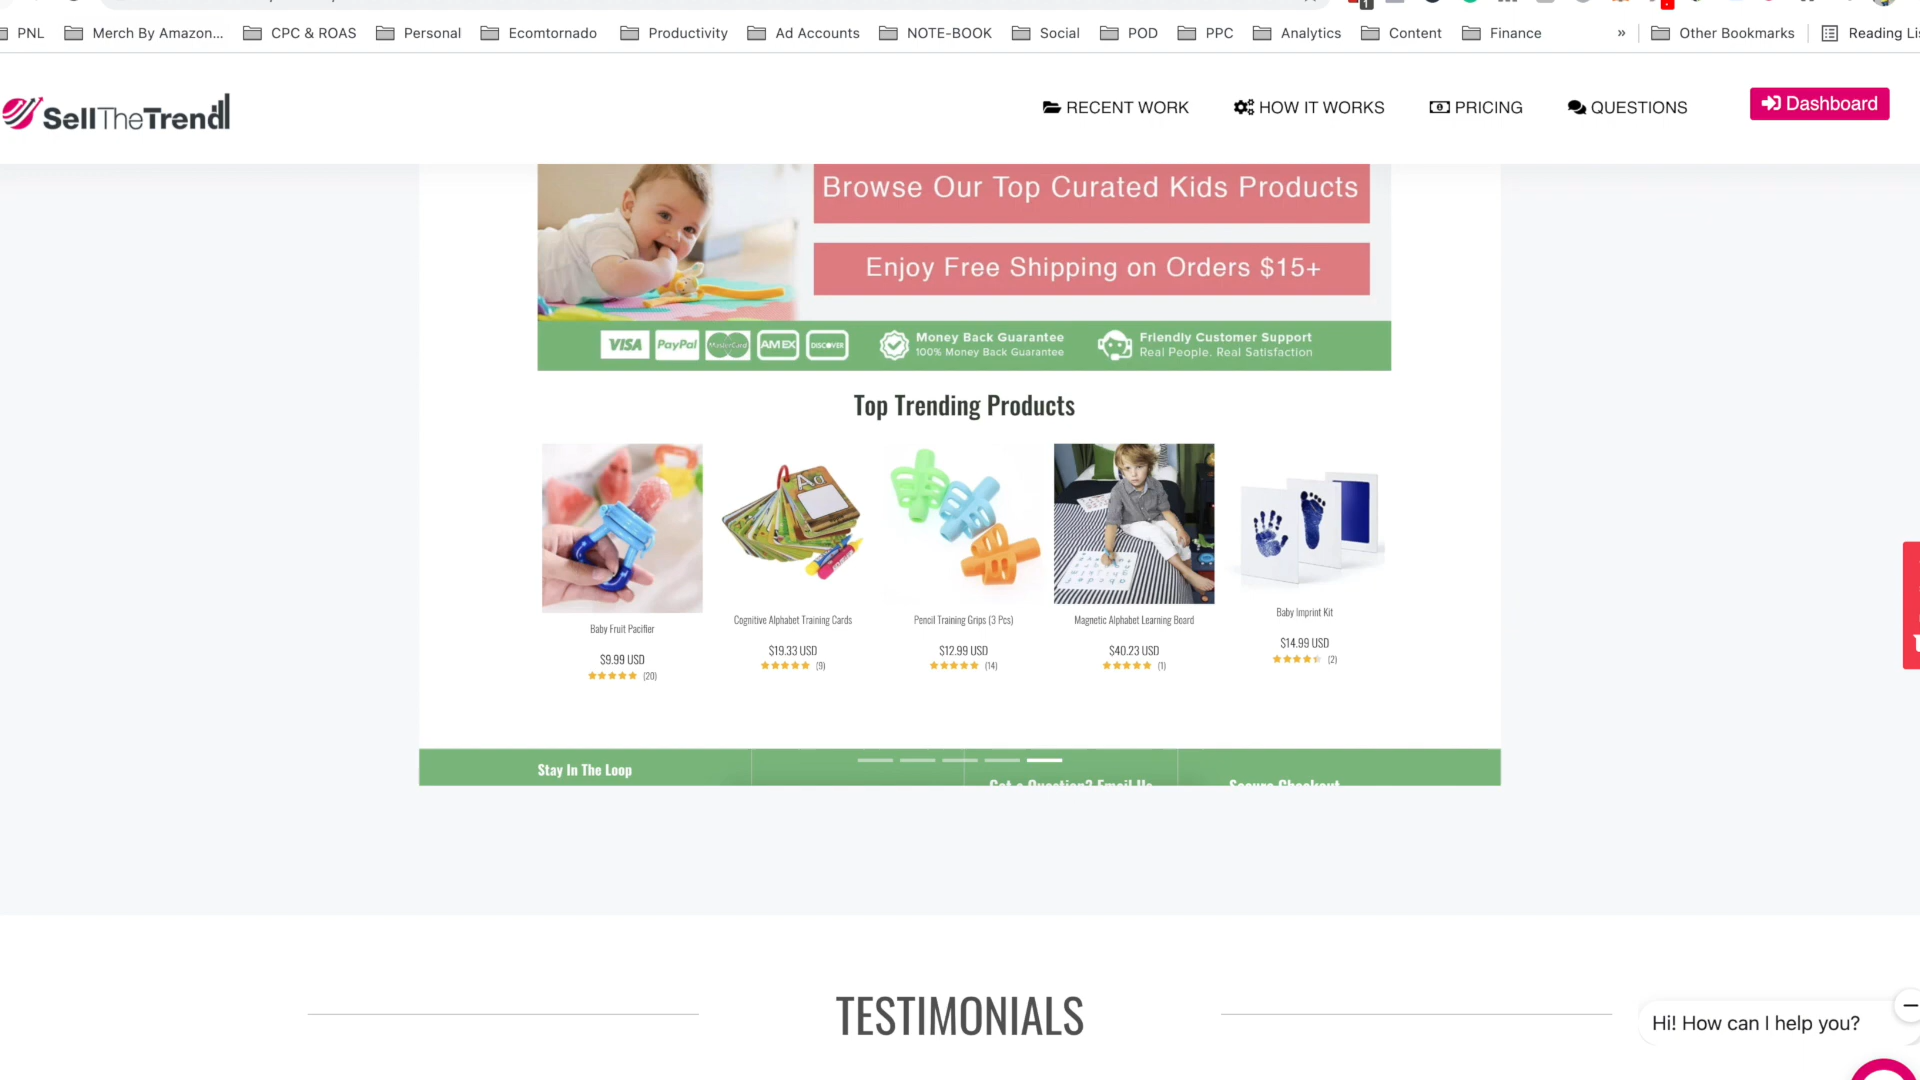 PNL Merch By Amazon... CPC & ROAS Personal Ecomtornado Productivity Ad Accounts NOTE-BOOK Social POD PPC Analytics Content Finance » Other Bookmarks Reading
SellTheTrend RECENT WORK HOW IT WORKS PRICING QUESTIONS Dashboard
Browse Our Top Curated Kids Products
Enjoy Free Shipping on Orders $15+
VISA PayPal MasterCard AMEX DISCOVER
Money Back Guarantee
100% Money Back Guarantee
Friendly Customer Support
Real People. Real Satisfaction
Top Trending Products
Baby Fruit Pacifier
$9.99 USD
(20)
Cognitive Alphabet Training Cards
$19.33 USD
(9)
Pencil Training Grips (3 Pcs)
$12.99 USD
(14)
Magnetic Alphabet Learning Board
$40.23 USD
(1)
Baby Imprint Kit
$14.99 USD
(2)
Stay In The Loop
Got a Question? Email Us
Secure Checkout
TESTIMONIALS
Hi! How can I help you?